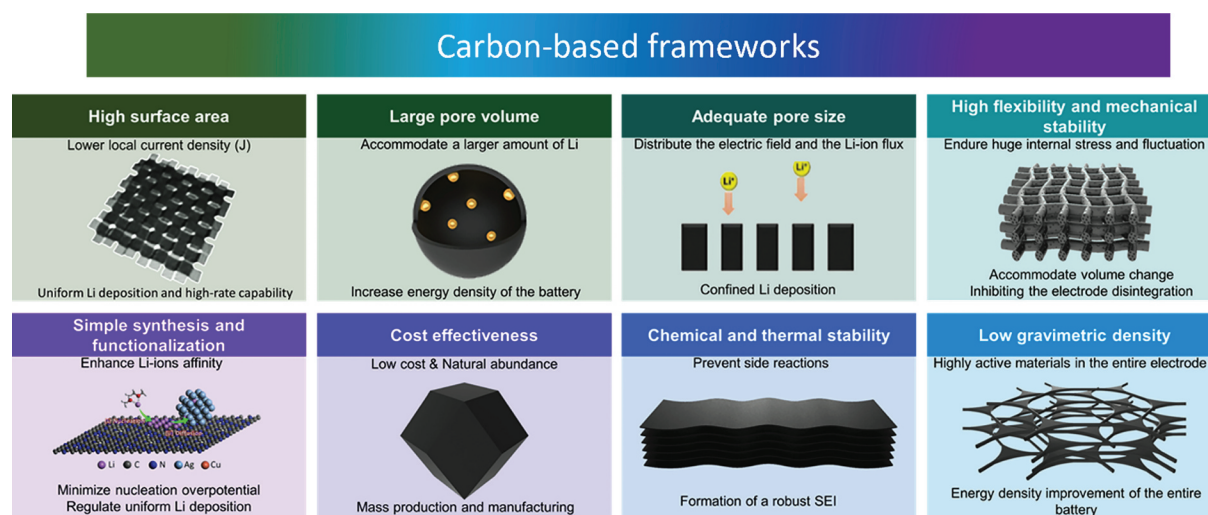 Carbon-based frameworks
High surface area
Lower local current density (J)
Uniform Li deposition and high-rate capability
Large pore volume
Accommodate a larger amount of Li
Increase energy density of the battery
Adequate pore size
Distribute the electric field and the Li-ion flux
Li⁺
Li⁺
Confined Li deposition
High flexibility and mechanical
stability
Endure huge internal stress and fluctuation
Accommodate volume change
Inhibiting the electrode disintegration
Simple synthesis and
functionalization
Enhance Li-ions affinity
Li C N Ag Cu
Minimize nucleation overpotential
Regulate uniform Li deposition
Cost effectiveness
Low cost & Natural abundance
Mass production and manufacturing
Chemical and thermal stability
Prevent side reactions
Formation of a robust SEI
Low gravimetric density
Highly active materials in the entire electrode
Energy density improvement of the entire
battery